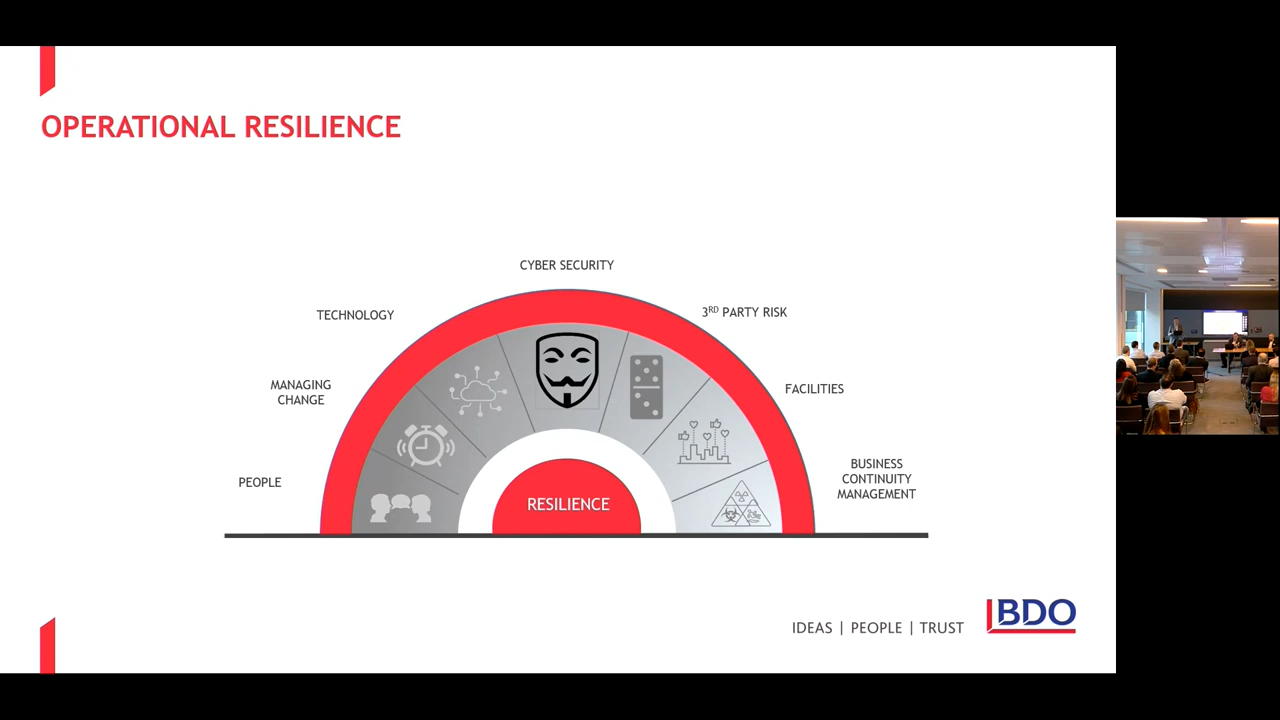 OPERATIONAL RESILIENCE
CYBER SECURITY
TECHNOLOGY
3RD PARTY RISK
MANAGING
CHANGE
FACILITIES
PEOPLE
BUSINESS
CONTINUITY
MANAGEMENT
RESILIENCE
IDEAS | PEOPLE | TRUST
BDO